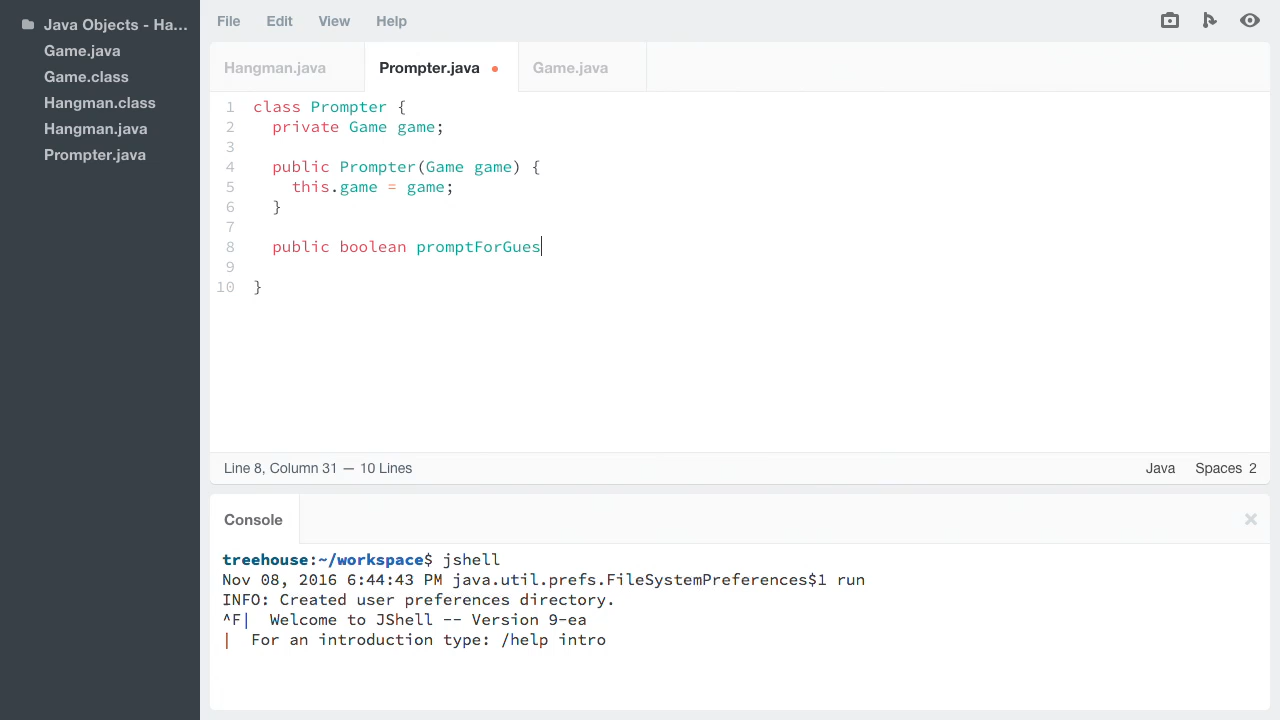 Java Objects - Ha...
Game.java
Game.class
Hangman.class
Hangman.java
Prompter.java
File Edit View Help
Hangman.java Prompter.java Game.java
1 class Prompter {
2   private Game game;
3
4   public Prompter(Game game) {
5     this.game = game;
6   }
7
8   public boolean promptForGues
9
10 }
Line 8, Column 31 — 10 Lines Java Spaces 2
Console
treehouse:~/workspace$ jshell
Nov 08, 2016 6:44:43 PM java.util.prefs.FileSystemPreferences$1 run
INFO: Created user preferences directory.
^F|  Welcome to JShell -- Version 9-ea
|  For an introduction type: /help intro